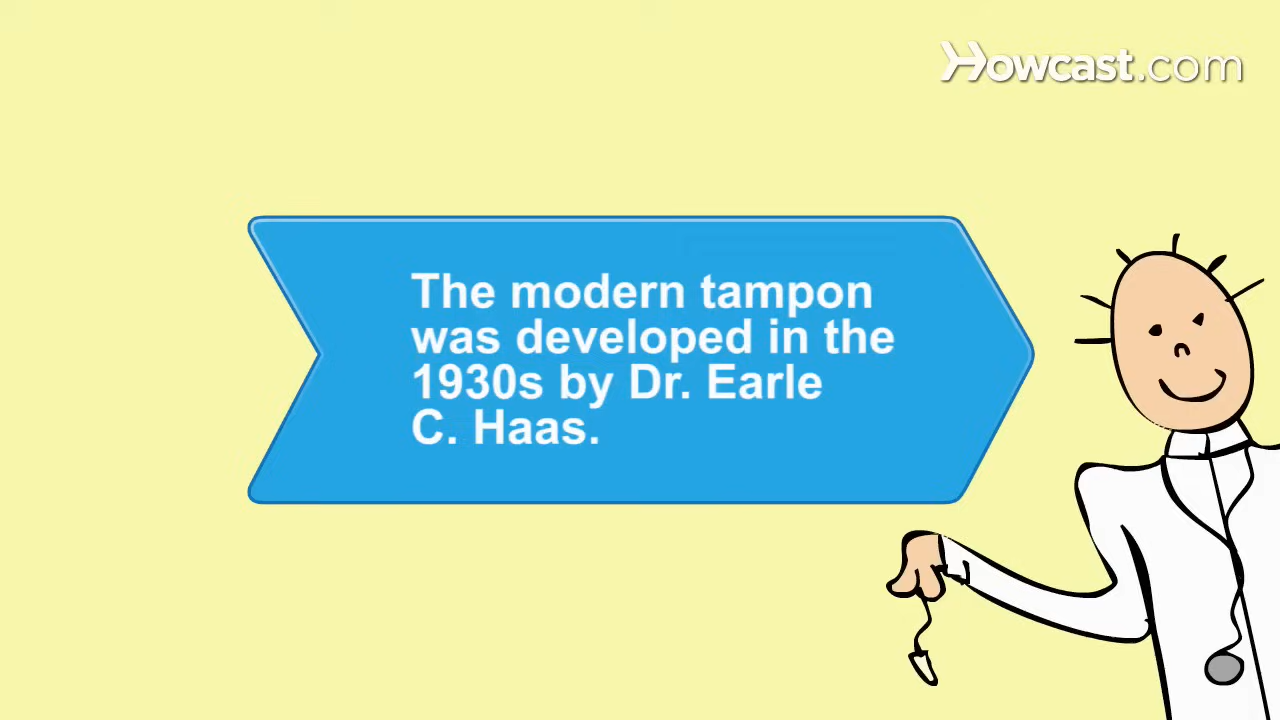 Howcast.com
The modern tampon
was developed in the
1930s by Dr. Earle
C. Haas.